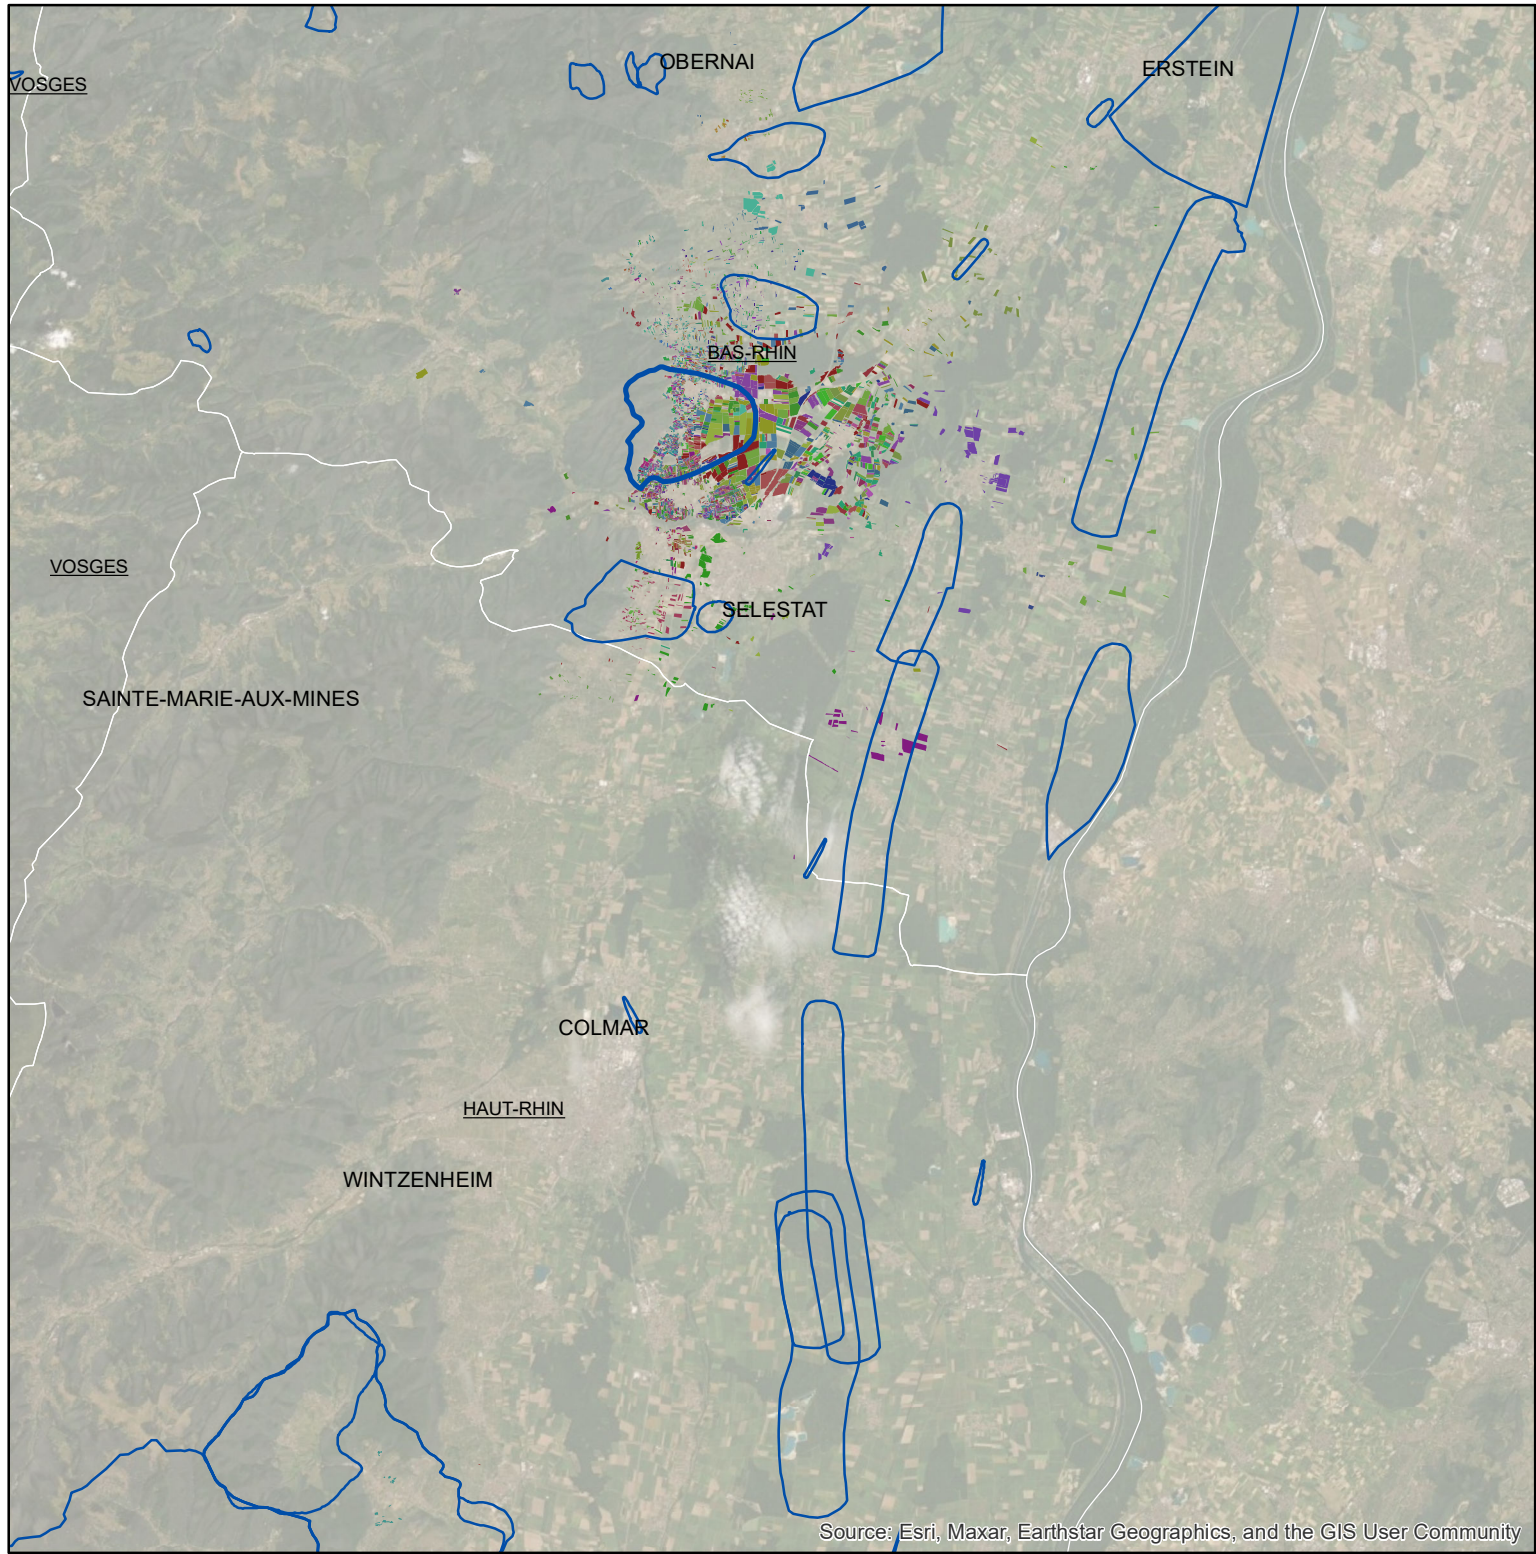 OBERNAI
ERSTEIN
VOSGES
BAS-RHIN
VOSGES
SELESTAT
SAINTE-MARIE-AUX-MINES
COLMAR
HAUT-RHIN
WINTZENHEIM
Source: Esri, Maxar, Earthstar Geographics, and the GIS User Community